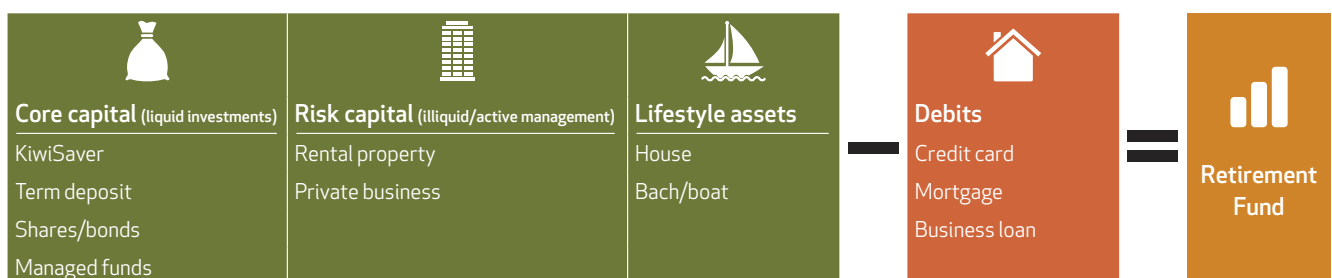 Core capital (liquid investments)
KiwiSaver
Term deposit
Shares/bonds
Managed funds
Risk capital (illiquid/active management)
Rental property
Private business
Lifestyle assets
House
Bach/boat
Debits
Credit card
Mortgage
Business loan
Retirement
Fund